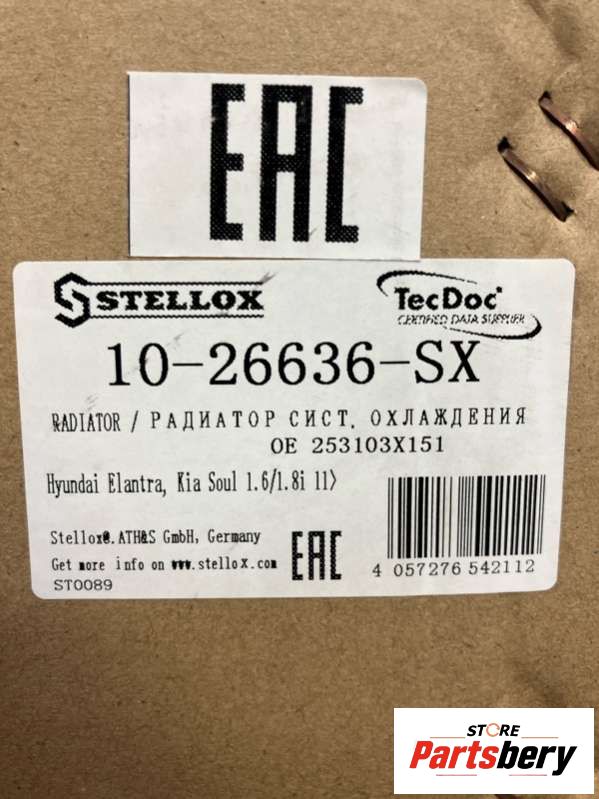 EAC
STELLOX
TecDoc
CERTIFIED DATA SUPPLIER
10-26636-SX
RADIATOR / РАДИАТОР СИСТ. ОХЛАЖДЕНИЯ
OE 253103X151
Hyundai Elantra, Kia Soul 1.6/1.8i 11>
Stellox®.ATH&S GmbH, Germany
Get more info on www.stellox.com
ST0089
EAC
4 057276 542112
STORE
Partsbery